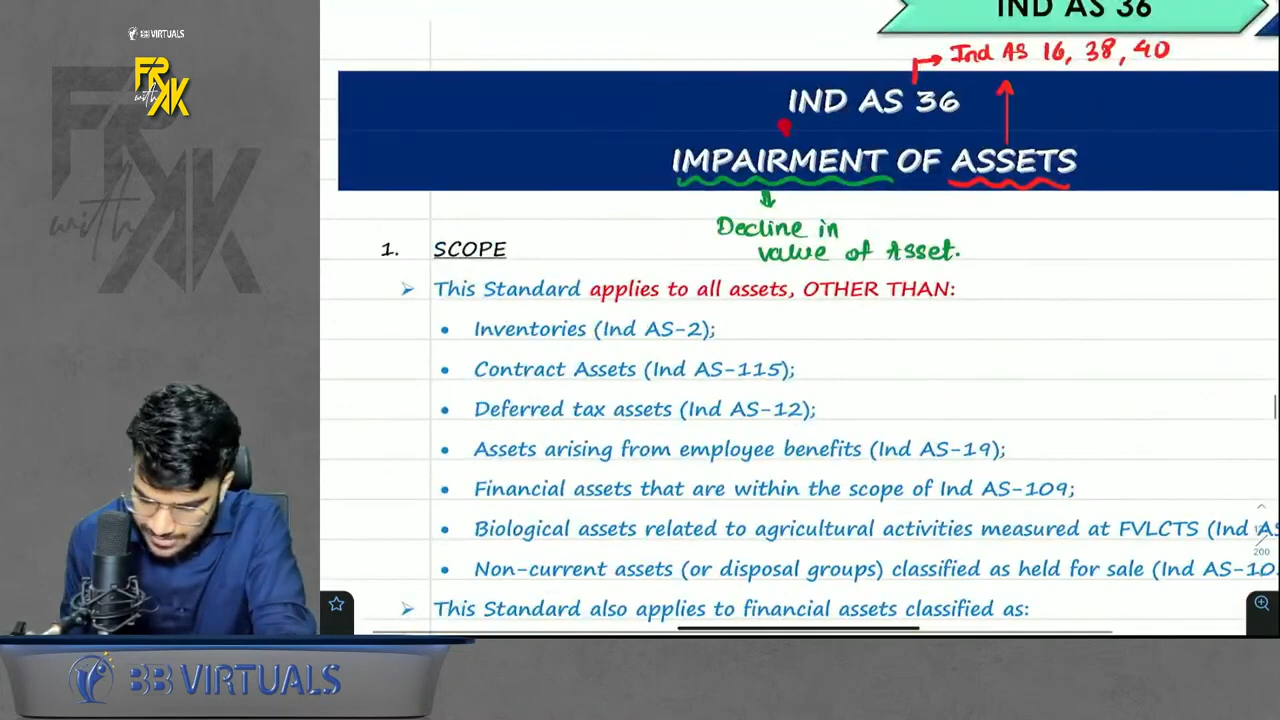 BB VIRTUALS
FR
with
AK
IND AS 36
Ind AS 16, 38, 40
IND AS 36
IMPAIRMENT OF ASSETS
Decline in
value of Asset.
1. SCOPE
➢ This Standard applies to all assets, OTHER THAN:
• Inventories (Ind AS-2);
• Contract Assets (Ind AS-115);
• Deferred tax assets (Ind AS-12);
• Assets arising from employee benefits (Ind AS-19);
• Financial assets that are within the scope of Ind AS-109;
• Biological assets related to agricultural activities measured at FVLCTS (Ind AS
• Non-current assets (or disposal groups) classified as held for sale (Ind AS-10
➢ This Standard also applies to financial assets classified as:
200
BB VIRTUALS